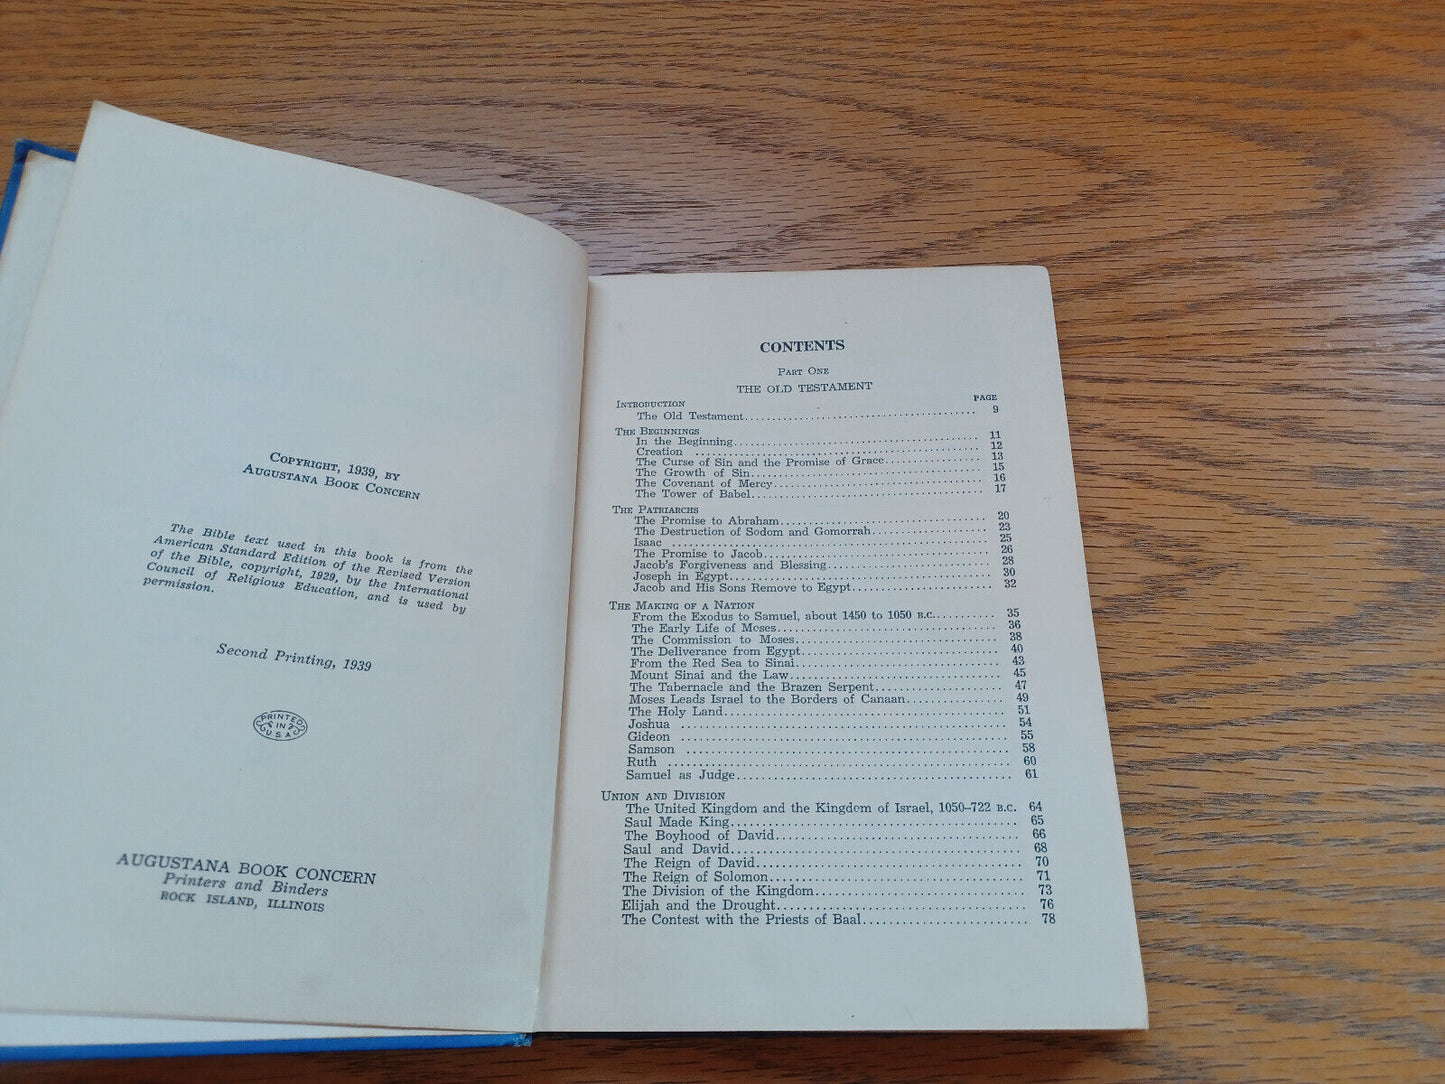 COPYRIGHT, 1939, BY
AUGUSTANA BOOK CONCERN
The Bible text used in this book is from the
American Standard Edition of the Revised Version
of the Bible, copyright, 1929, by the International
Council of Religious Education, and is used by
permission.
Second Printing, 1939
PRINTED
IN
U.S.A.
AUGUSTANA BOOK CONCERN
Printers and Binders
ROCK ISLAND, ILLINOIS
CONTENTS
PART ONE
THE OLD TESTAMENT
INTRODUCTION PAGE
The Old Testament 9
THE BEGINNINGS
In the Beginning 11
Creation 12
The Curse of Sin and the Promise of Grace 13
The Growth of Sin 15
The Covenant of Mercy 16
The Tower of Babel 17
THE PATRIARCHS
The Promise to Abraham 20
The Destruction of Sodom and Gomorrah 23
Isaac 25
The Promise to Jacob 26
Jacob's Forgiveness and Blessing 28
Joseph in Egypt 30
Jacob and His Sons Remove to Egypt 32
THE MAKING OF A NATION
From the Exodus to Samuel, about 1450 to 1050 B.C. 35
The Early Life of Moses 36
The Commission to Moses 38
The Deliverance from Egypt 40
From the Red Sea to Sinai 43
Mount Sinai and the Law 45
The Tabernacle and the Brazen Serpent 47
Moses Leads Israel to the Borders of Canaan 49
The Holy Land 51
Joshua 54
Gideon 55
Samson 58
Ruth 60
Samuel as Judge 61
UNION AND DIVISION
The United Kingdom and the Kingdom of Israel, 1050–722 B.C. 64
Saul Made King 65
The Boyhood of David 66
Saul and David 68
The Reign of David 70
The Reign of Solomon 71
The Division of the Kingdom 73
Elijah and the Drought 76
The Contest with the Priests of Baal 78